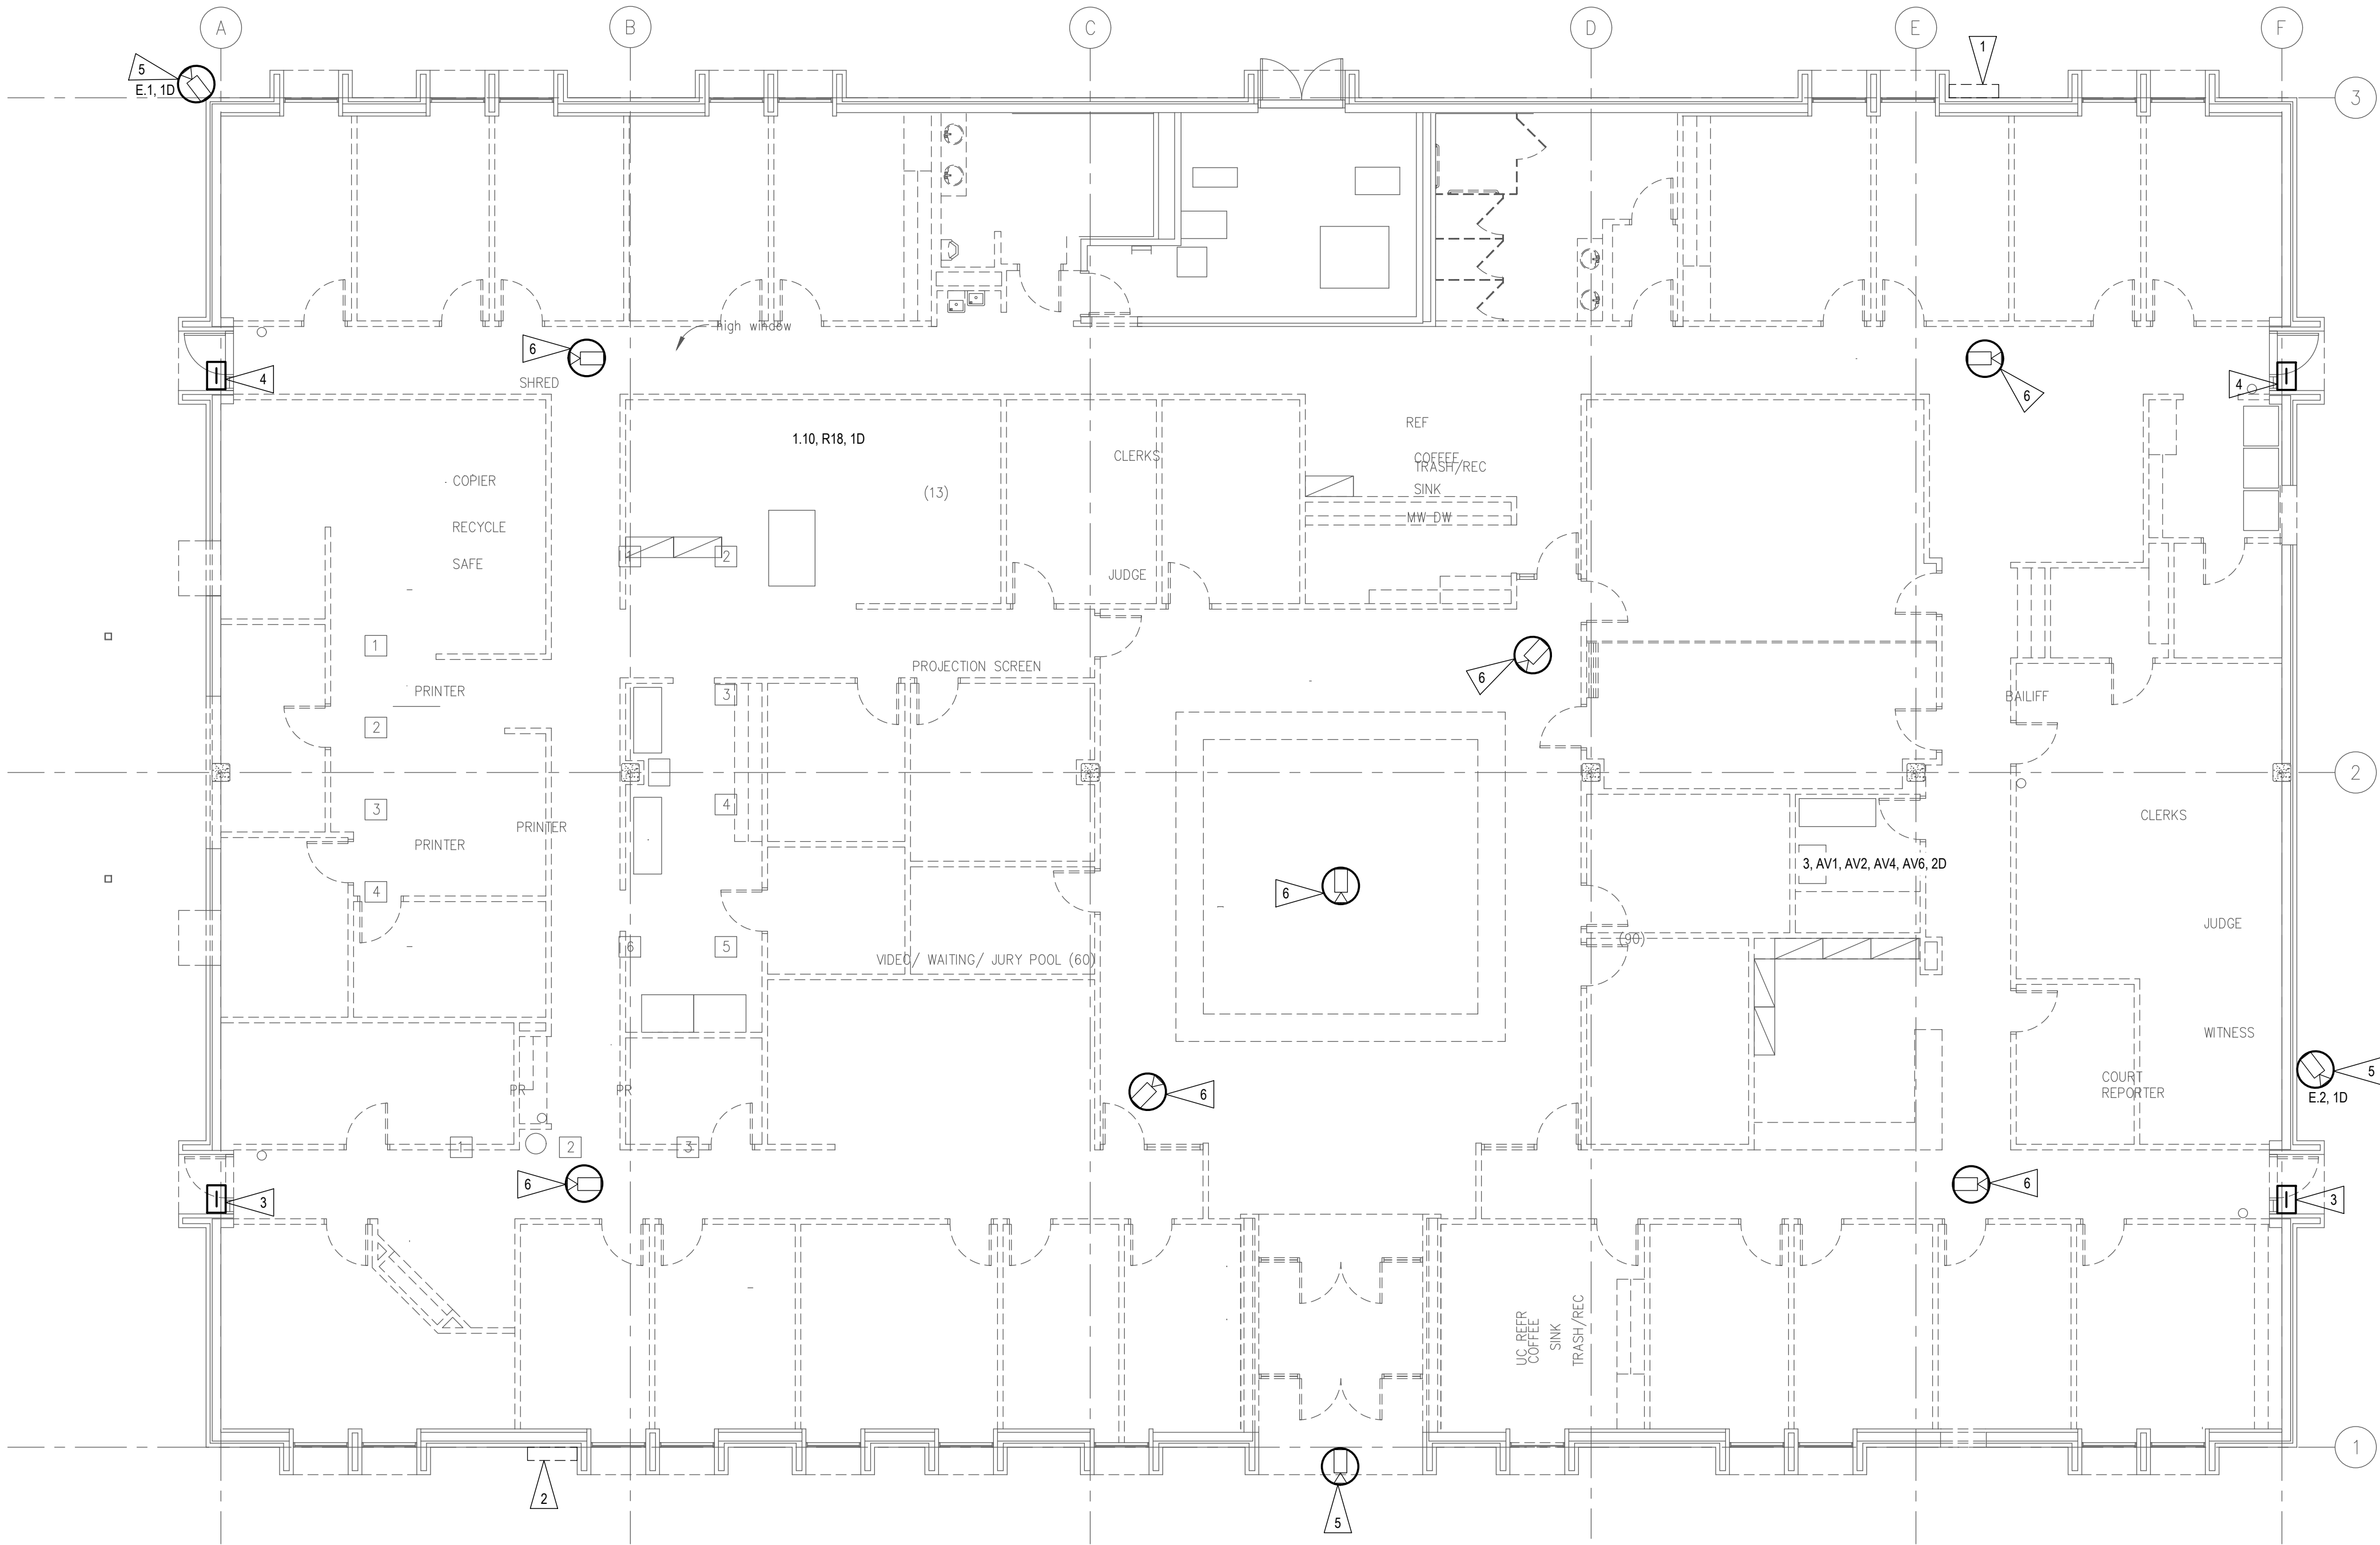 A
B
C
D
E
F
1
5
E.1, 1D
3
high window
6
SHRED
4
6
4
1.10, R18, 1D
CLERKS
REF
COFFEE
TRASH/REC
SINK
MW DW
(13)
COPIER
RECYCLE
SAFE
1
2
JUDGE
1
PROJECTION SCREEN
6
PRINTER
3
BAILIFF
2
2
3
4
PRINTER
PRINTER
CLERKS
3, AV1, AV2, AV4, AV6, 2D
4
6
JUDGE
6
5
VIDEO/ WAITING/ JURY POOL (60)
(90)
WITNESS
5
E.2, 1D
PR
PR
6
COURT
REPORTER
1
2
3
6
6
3
3
UC REFR
COFFEE
SINK
TRASH/REC
1
2
5